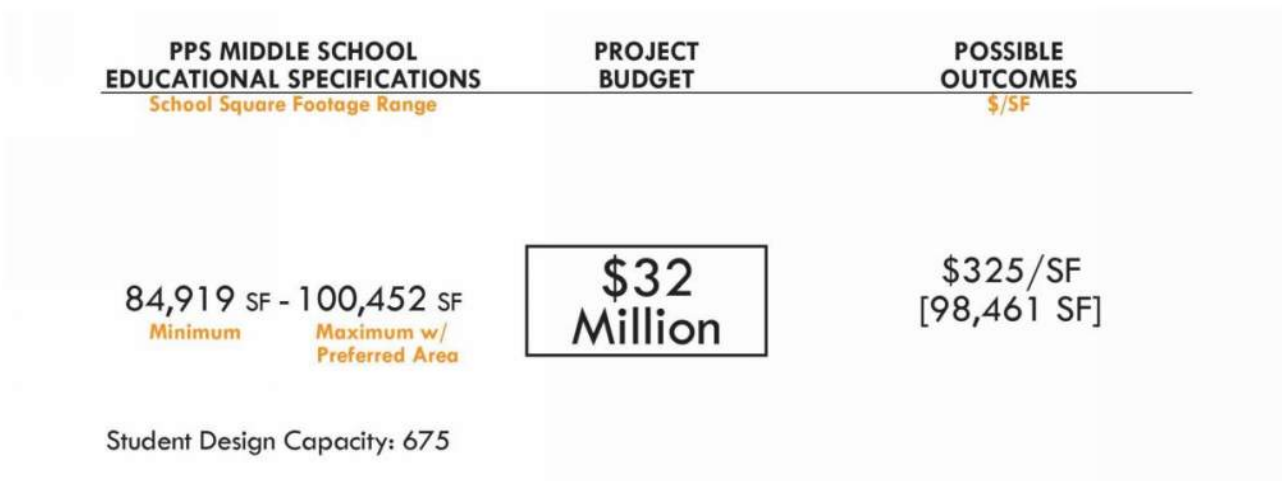 PPS MIDDLE SCHOOL
EDUCATIONAL SPECIFICATIONS
School Square Footage Range
PROJECT
BUDGET
POSSIBLE
OUTCOMES
$/SF
84,919 SF - 100,452 SF
Minimum
Maximum w/
Preferred Area
$32
Million
$325/SF
[98,461 SF]
Student Design Capacity: 675